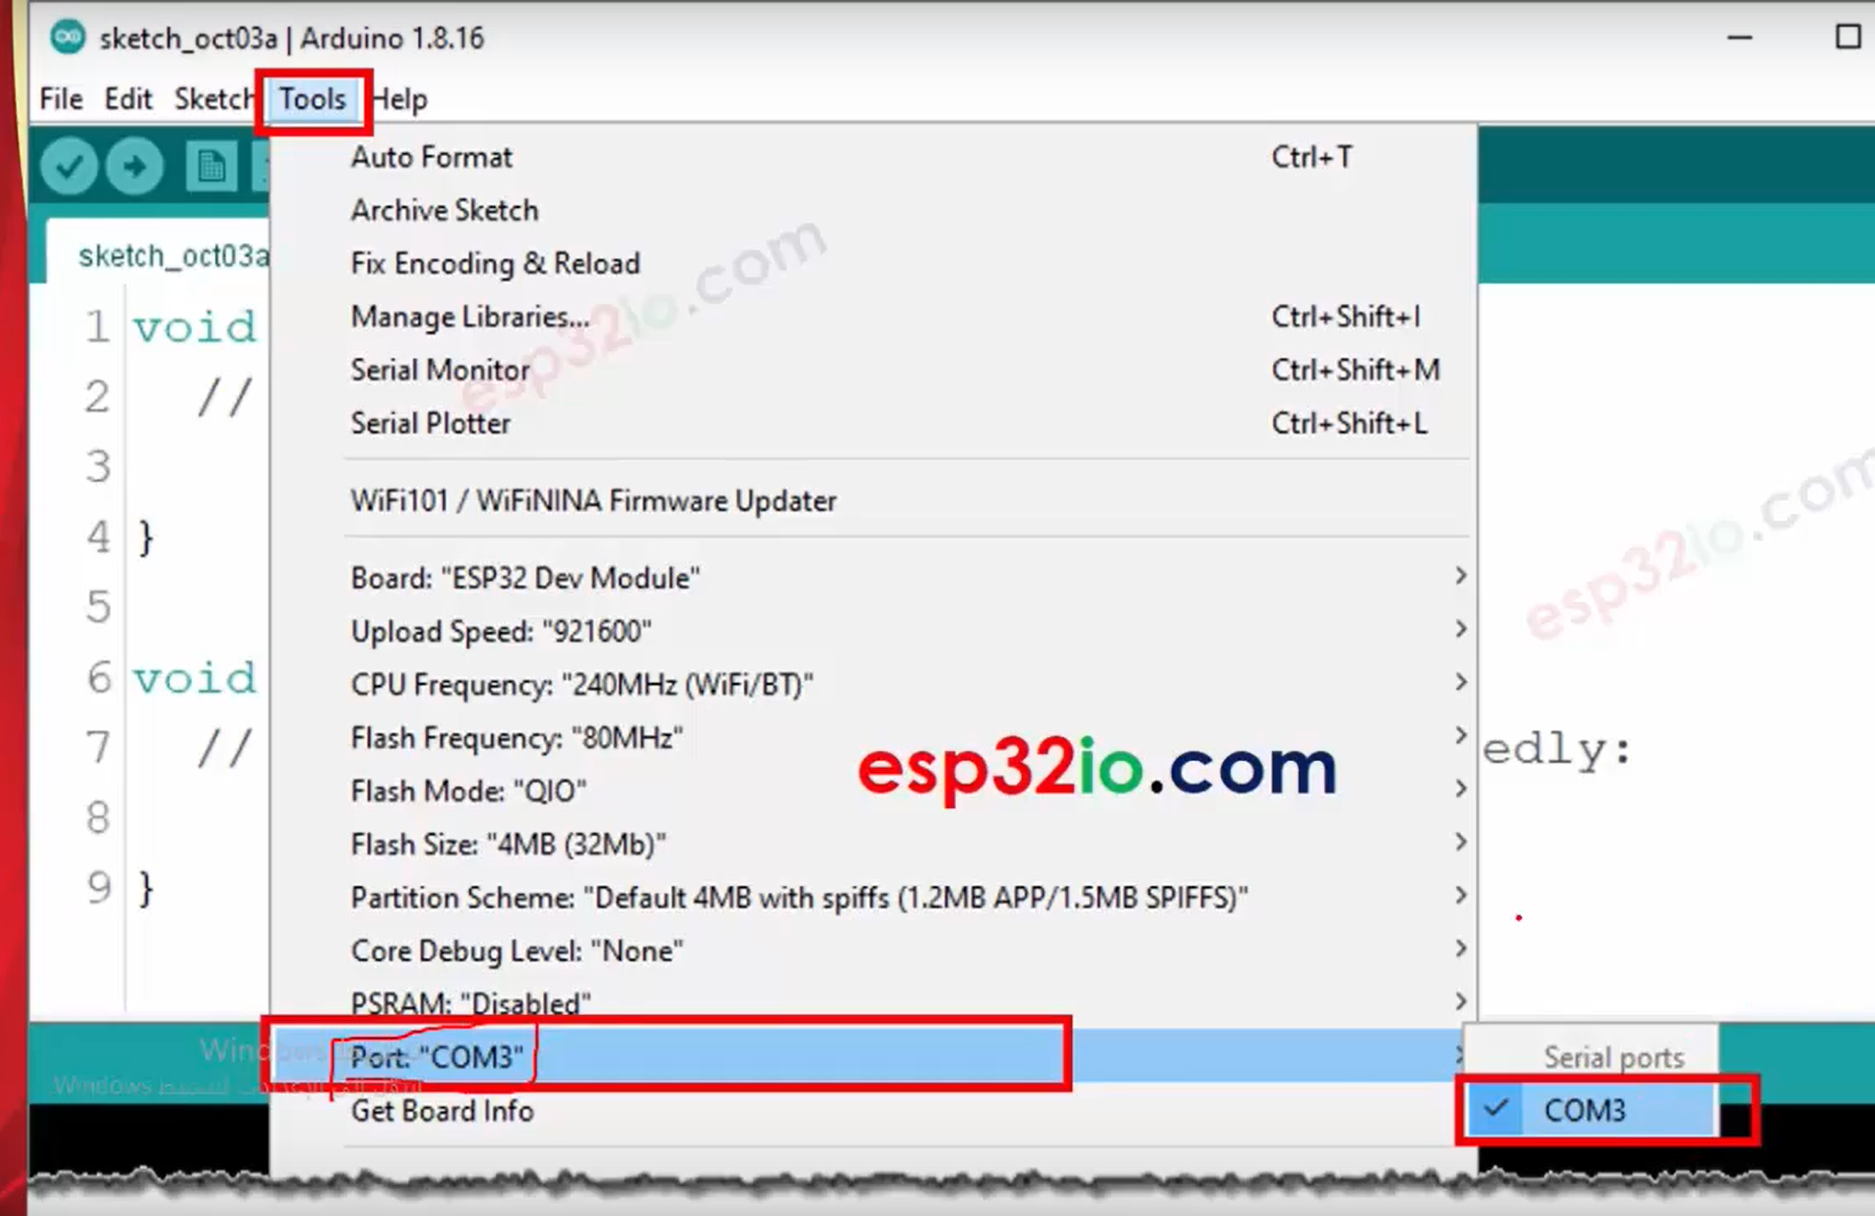 sketch_oct03a | Arduino 1.8.16
File Edit Sketch Tools Help
Auto Format Ctrl+T
Archive Sketch
sketch_oct03a
Fix Encoding & Reload
1 void
Manage Libraries... Ctrl+Shift+I
Serial Monitor Ctrl+Shift+M
2 //
Serial Plotter Ctrl+Shift+L
3
WiFi101 / WiFiNINA Firmware Updater
4 }
Board: "ESP32 Dev Module"
5
Upload Speed: "921600"
6 void
CPU Frequency: "240MHz (WiFi/BT)"
7 //
Flash Frequency: "80MHz"
edly:
Flash Mode: "QIO"
8
Flash Size: "4MB (32Mb)"
9 }
Partition Scheme: "Default 4MB with spiffs (1.2MB APP/1.5MB SPIFFS)"
Core Debug Level: "None"
PSRAM: "Disabled"
Port: "COM3"
Serial ports
Get Board Info
COM3
esp32io.com
esp32io.com
esp32io.com
Windows